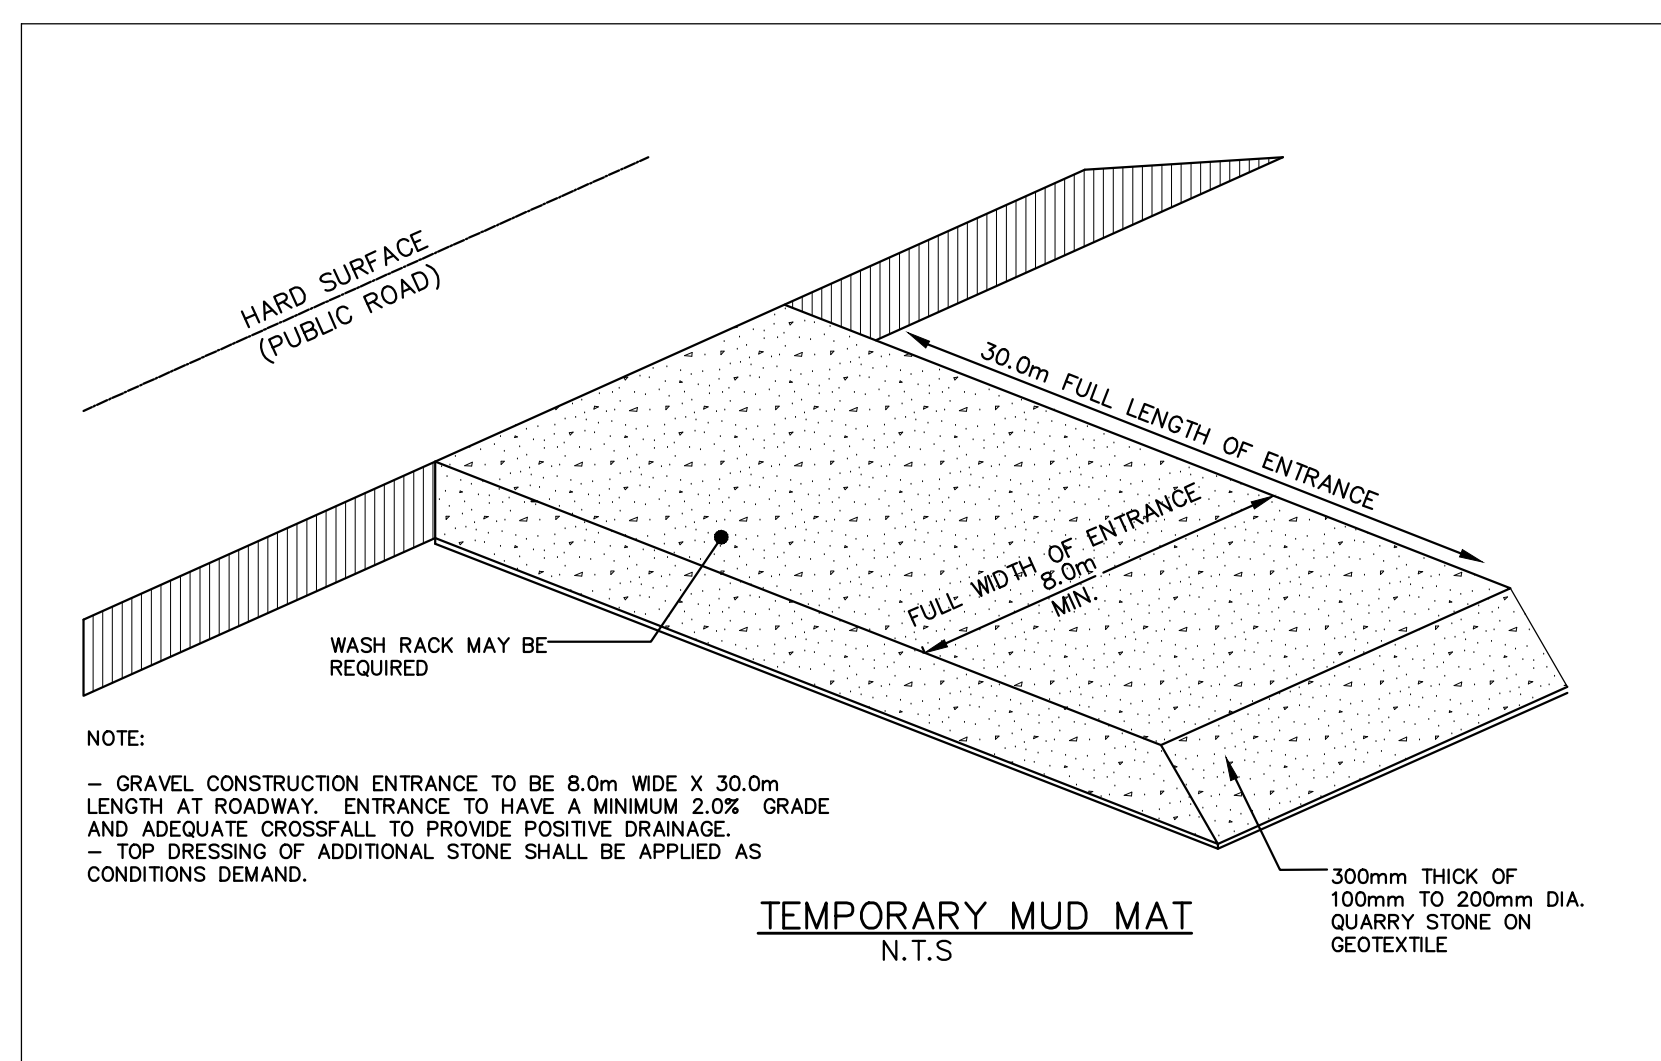 HARD SURFACE
(PUBLIC ROAD)
30.0m FULL LENGTH OF ENTRANCE
FULL WIDTH OF ENTRANCE
8.0m
MIN.
WASH RACK MAY BE
REQUIRED
NOTE:
– GRAVEL CONSTRUCTION ENTRANCE TO BE 8.0m WIDE X 30.0m
LENGTH AT ROADWAY. ENTRANCE TO HAVE A MINIMUM 2.0% GRADE
AND ADEQUATE CROSSFALL TO PROVIDE POSITIVE DRAINAGE.
– TOP DRESSING OF ADDITIONAL STONE SHALL BE APPLIED AS
CONDITIONS DEMAND.
300mm THICK OF
100mm TO 200mm DIA.
QUARRY STONE ON
GEOTEXTILE
TEMPORARY MUD MAT
N.T.S